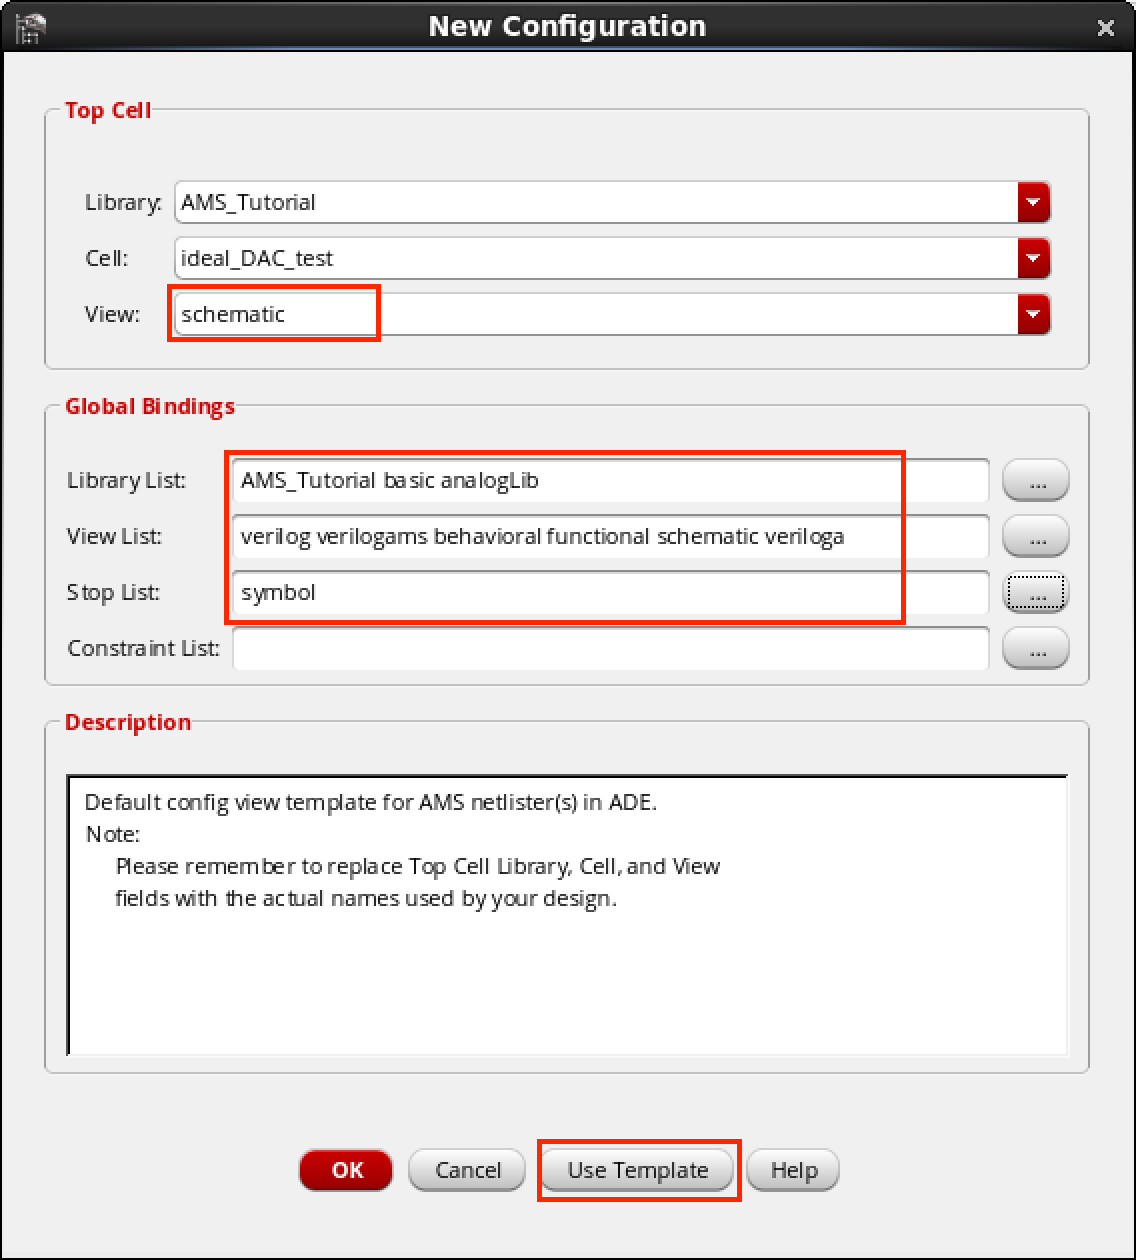 New Configuration
Top Cell
Library: AMS_Tutorial
Cell: ideal_DAC_test
View: schematic
Global Bindings
Library List: AMS_Tutorial basic analogLib ...
View List: verilog verilogams behavioral functional schematic veriloga ...
Stop List: symbol ...
Constraint List: ...
Description
Default config view template for AMS netlister(s) in ADE.
Note:
Please remember to replace Top Cell Library, Cell, and View
fields with the actual names used by your design.
OK Cancel Use Template Help